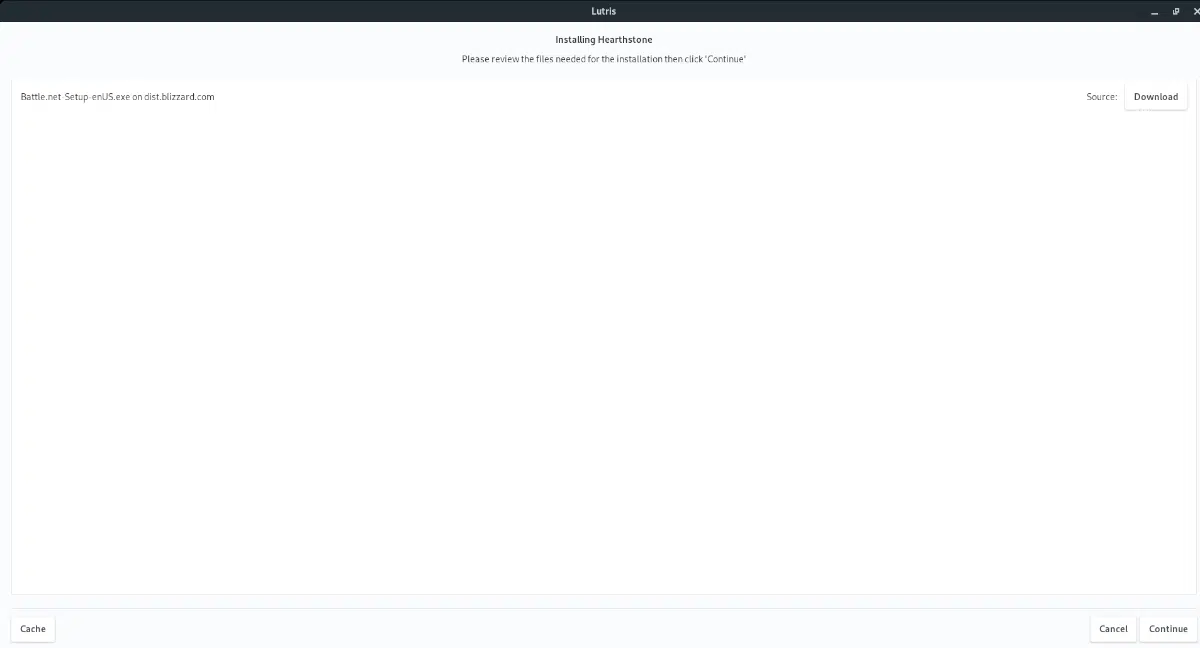 Lutris
Installing Hearthstone
Please review the files needed for the installation then click 'Continue'
Battle.net-Setup-enUS.exe on dist.blizzard.com
Source: Download
Cache Cancel Continue